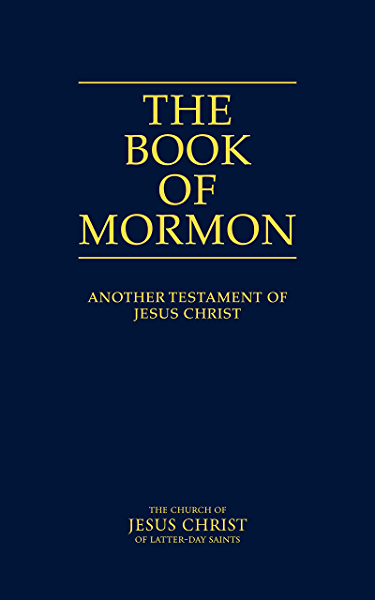 THE
BOOK
OF
MORMON
ANOTHER TESTAMENT OF
JESUS CHRIST
THE CHURCH OF
JESUS CHRIST
OF LATTER-DAY SAINTS